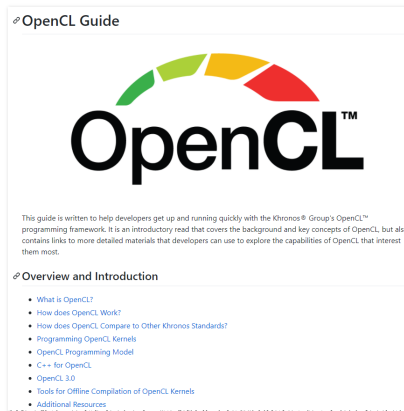 OpenCL Guide
OpenCL™
This guide is written to help developers get up and running quickly with the Khronos® Group's OpenCL™
programming framework. It is an introductory read that covers the background and key concepts of OpenCL, but als
contains links to more detailed materials that developers can use to explore the capabilities of OpenCL that interest
them most.
Overview and Introduction
What is OpenCL?
How does OpenCL Work?
How does OpenCL Compare to Other Khronos Standards?
Programming OpenCL Kernels
OpenCL Programming Model
C++ for OpenCL
OpenCL 3.0
Tools for Offline Compilation of OpenCL Kernels
Additional Resources